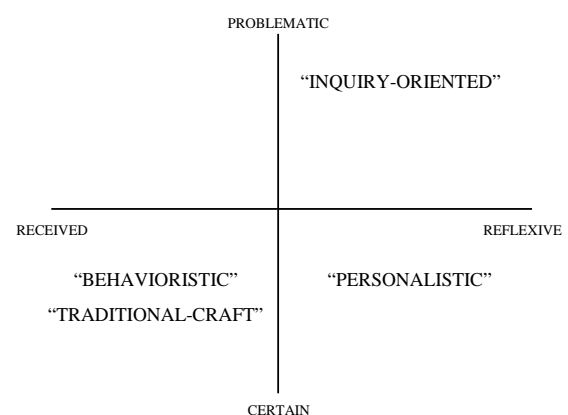 PROBLEMATIC
“INQUIRY-ORIENTED”
RECEIVED
REFLEXIVE
“BEHAVIORISTIC”
“PERSONALISTIC”
“TRADITIONAL-CRAFT”
CERTAIN